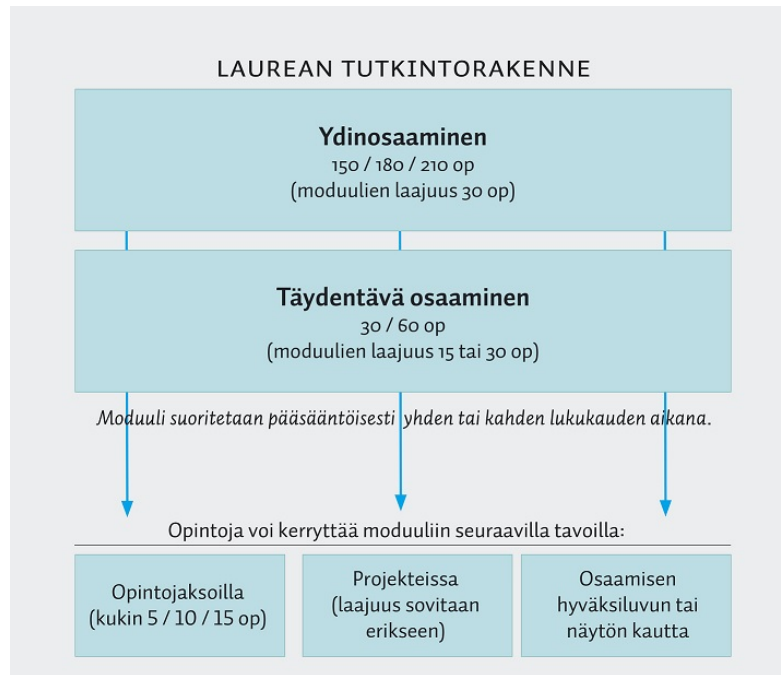 LAUREAN TUTKINTORAKENNE
Ydinosaaminen
150 / 180 / 210 op
(moduulien laajuus 30 op)
Täydentävä osaaminen
30 / 60 op
(moduulien laajuus 15 tai 30 op)
Moduuli suoritetaan pääsääntöisesti yhden tai kahden lukukauden aikana.
Opintoja voi kerryttää moduuliin seuraavilla tavoilla:
Opintojaksoilla
(kukin 5 / 10 / 15 op)
Projekteissa
(laajuus sovitaan
erikseen)
Osaamisen
hyväksiluvun tai
näytön kautta